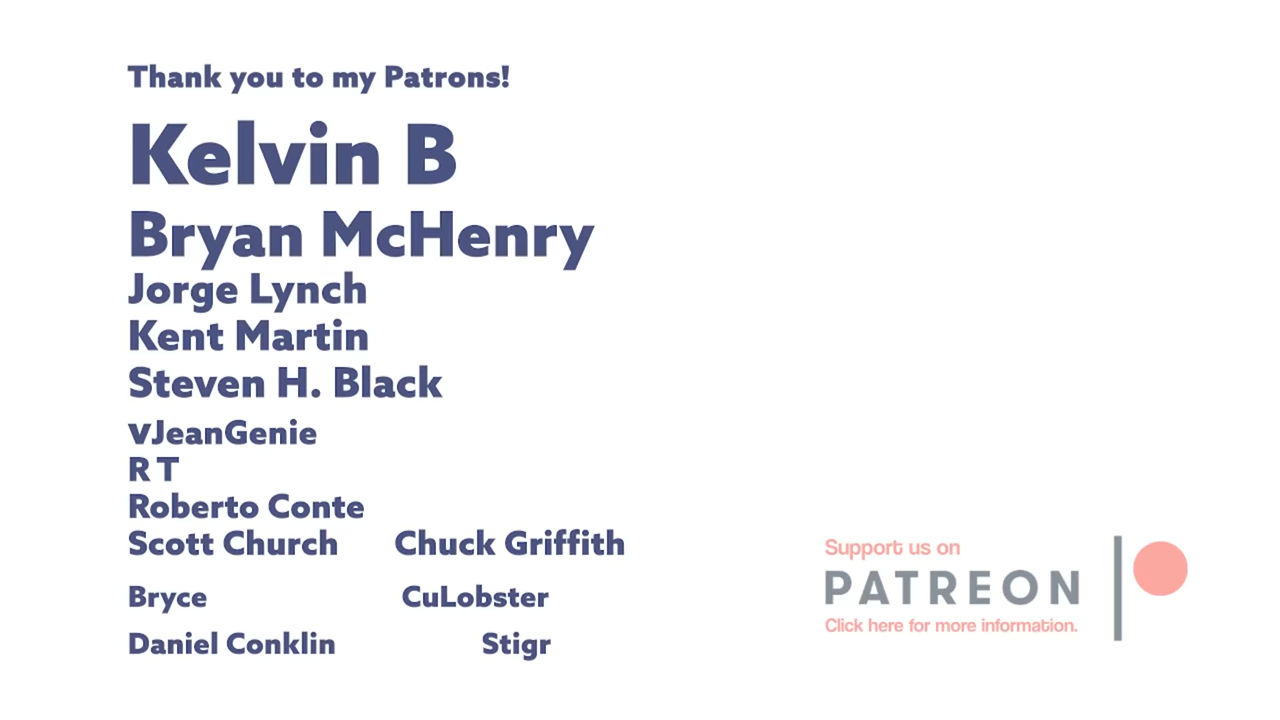 Thank you to my Patrons!
Kelvin B
Bryan McHenry
Jorge Lynch
Kent Martin
Steven H. Black
vJeanGenie
R T
Roberto Conte
Scott Church Chuck Griffith
Bryce CuLobster
Daniel Conklin Stigr
Support us on
PATREON
Click here for more information.